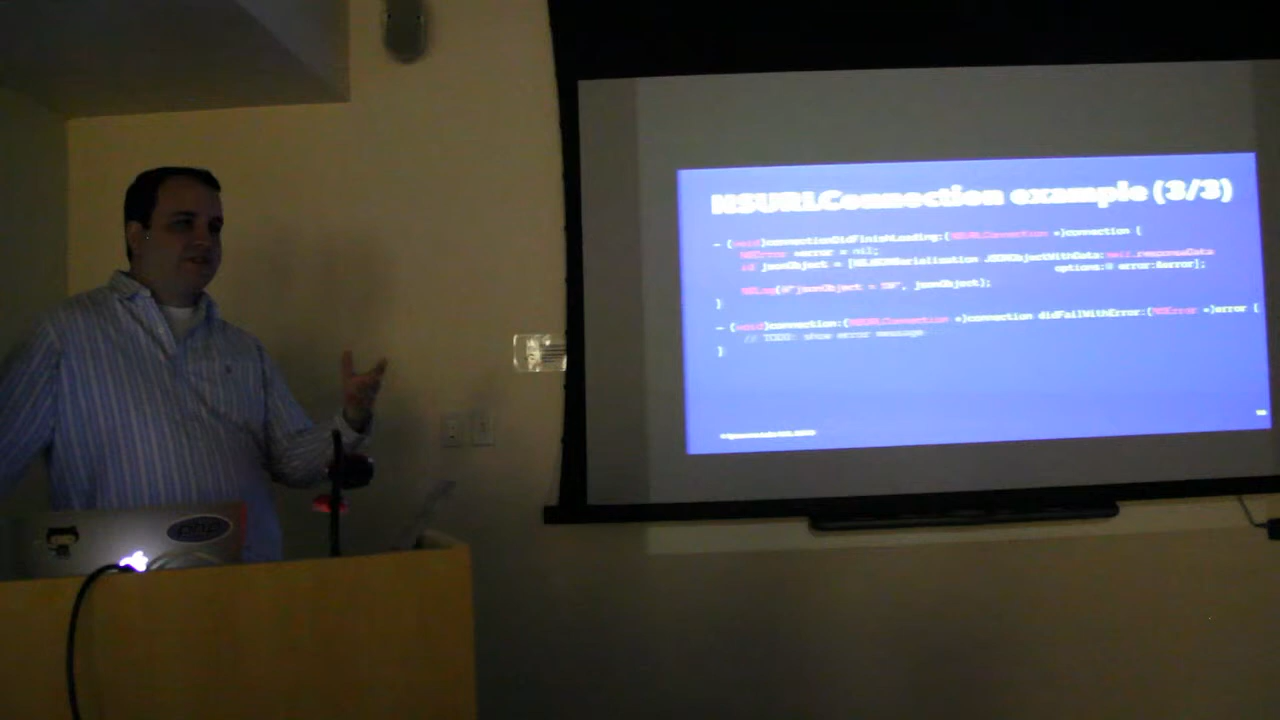 NSURLConnection example (3/3)
- (void)connectionDidFinishLoading:(NSURLConnection *)connection {
NSError *error = nil;
id jsonObject = [NSJSONSerialization JSONObjectWithData:self.responseData
options:0 error:&error];
NSLog(@"jsonObject = %@", jsonObject);
}
- (void)connection:(NSURLConnection *)connection didFailWithError:(NSError *)error {
// TODO: show error message
}
php